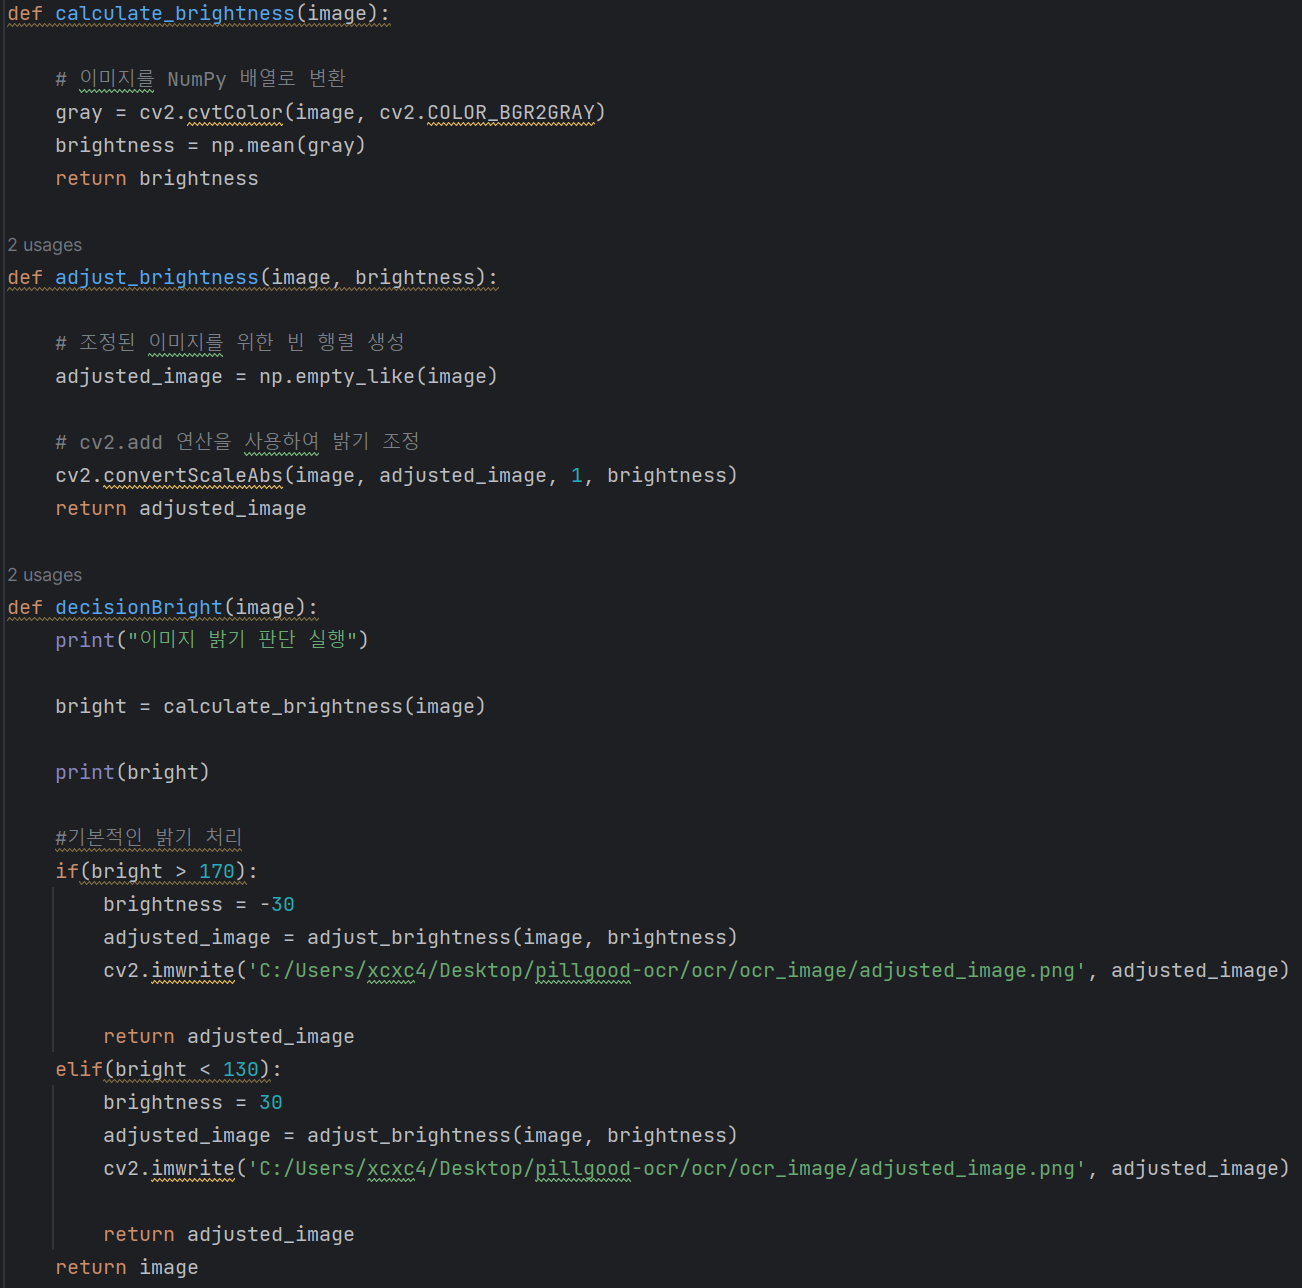 def calculate_brightness(image):
    # 이미지를 NumPy 배열로 변환
    gray = cv2.cvtColor(image, cv2.COLOR_BGR2GRAY)
    brightness = np.mean(gray)
    return brightness
2 usages
def adjust_brightness(image, brightness):
    # 조정된 이미지를 위한 빈 행렬 생성
    adjusted_image = np.empty_like(image)
    # cv2.add 연산을 사용하여 밝기 조정
    cv2.convertScaleAbs(image, adjusted_image, 1, brightness)
    return adjusted_image
2 usages
def decisionBright(image):
    print("이미지 밝기 판단 실행")
    bright = calculate_brightness(image)
    print(bright)
    #기본적인 밝기 처리
    if(bright > 170):
        brightness = -30
        adjusted_image = adjust_brightness(image, brightness)
        cv2.imwrite('C:/Users/xcxc4/Desktop/pillgood-ocr/ocr/ocr_image/adjusted_image.png', adjusted_image)
        return adjusted_image
    elif(bright < 130):
        brightness = 30
        adjusted_image = adjust_brightness(image, brightness)
        cv2.imwrite('C:/Users/xcxc4/Desktop/pillgood-ocr/ocr/ocr_image/adjusted_image.png', adjusted_image)
        return adjusted_image
    return image